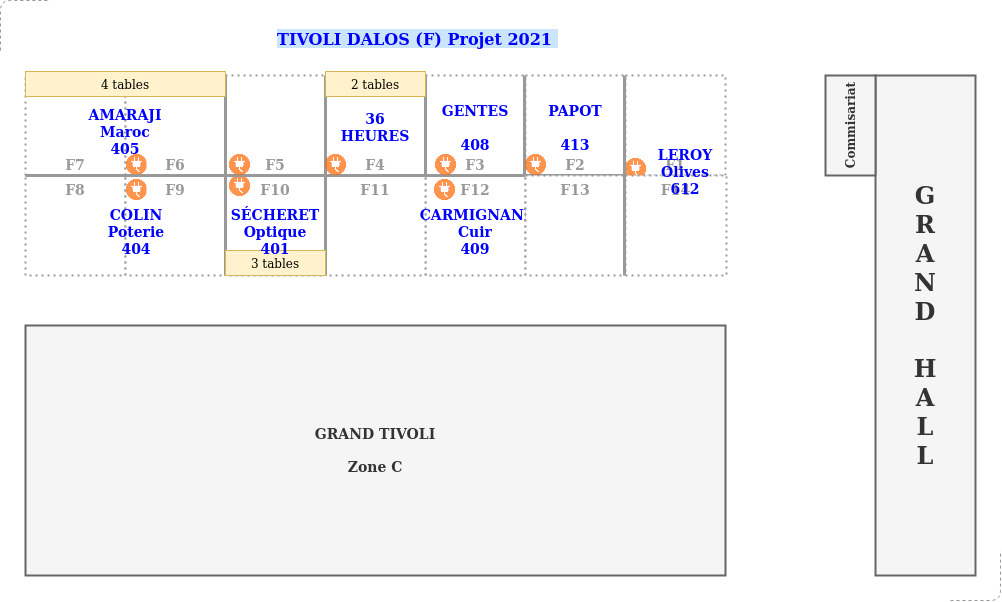 TIVOLI DALOS (F) Projet 2021
4 tables
2 tables
AMARAJI
Maroc
405
36
HEURES
GENTES
408
PAPOT
413
LEROY
Olives
612
Commisariat
F7
F6
F5
F4
F3
F2
F8
F9
F10
F11
F12
F13
COLIN
Poterie
404
SÉCHERET
Optique
401
3 tables
CARMIGNAN
Cuir
409
GRAND TIVOLI
Zone C
GRAND HALL